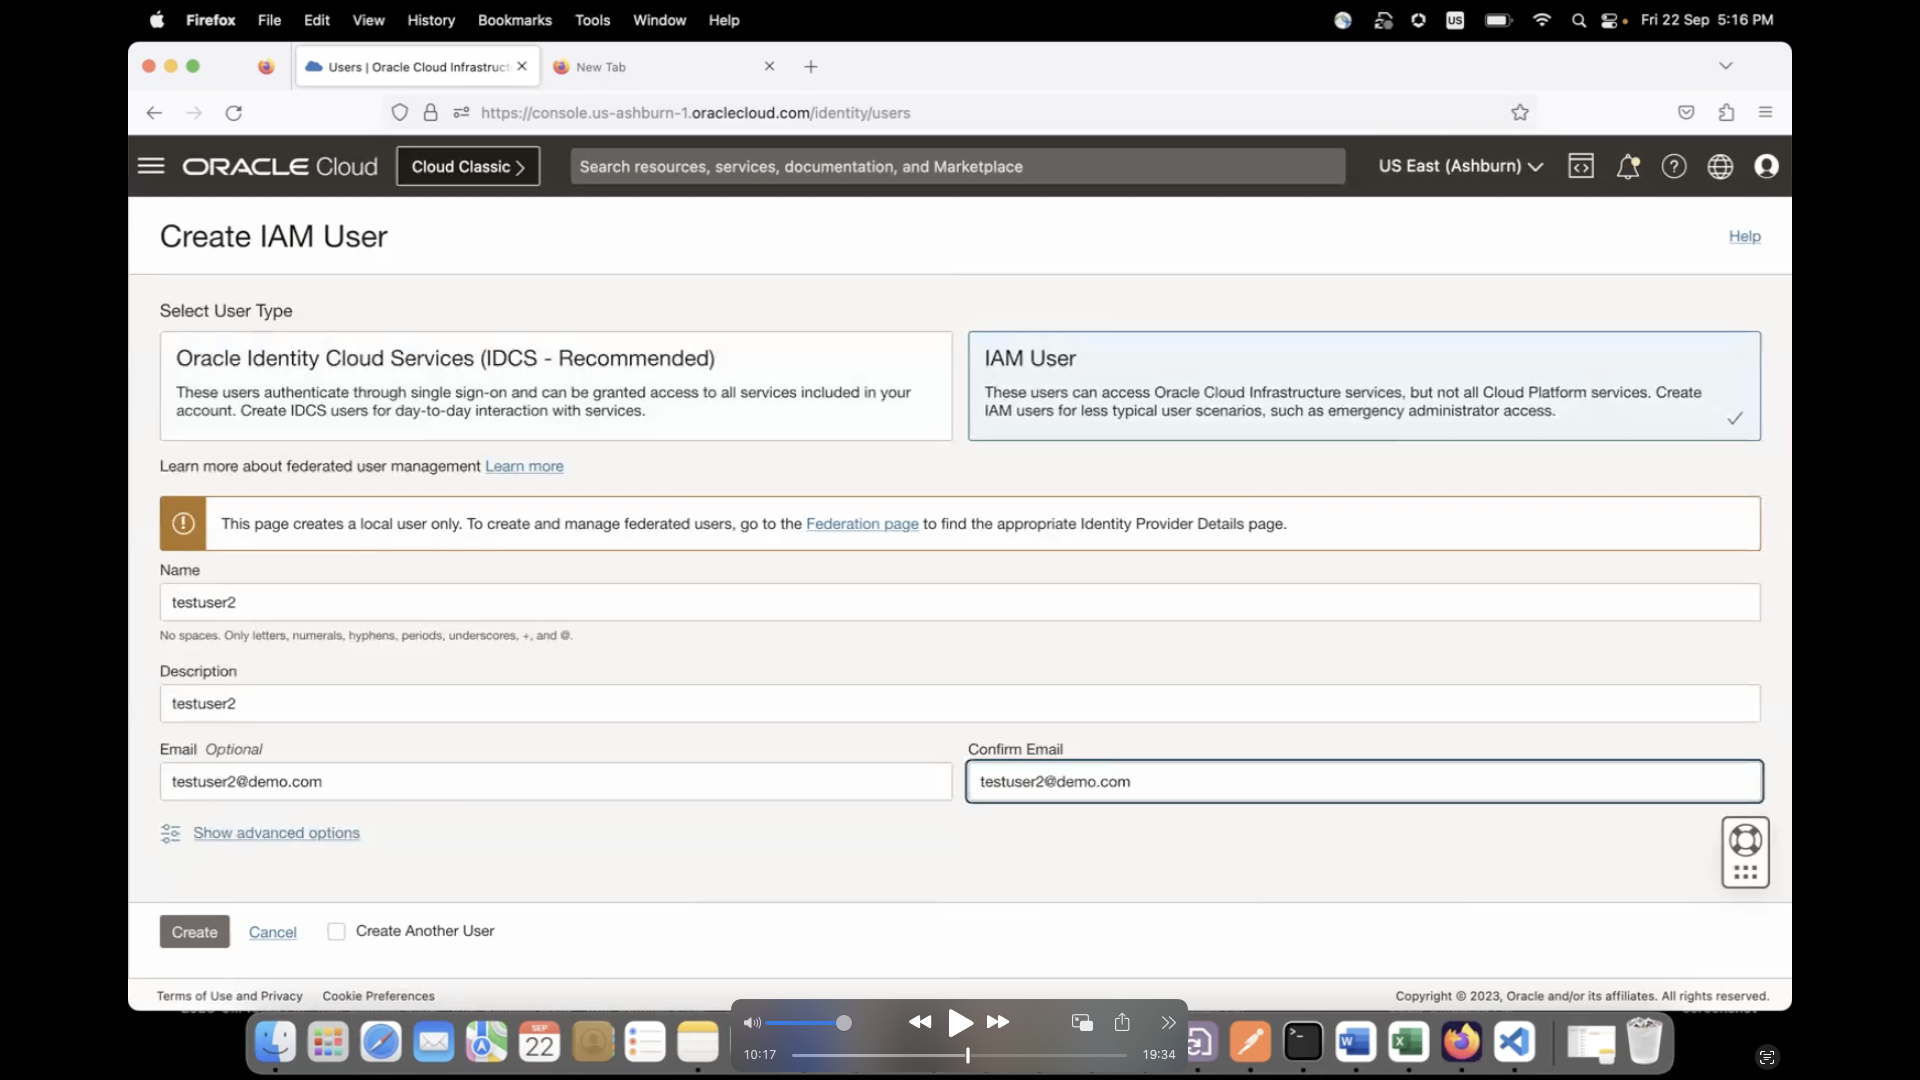 Firefox File Edit View History Bookmarks Tools Window Help US Fri 22 Sep 5:16 PM
Users | Oracle Cloud Infrastruct New Tab
https://console.us-ashburn-1.oraclecloud.com/identity/users
ORACLE Cloud Cloud Classic Search resources, services, documentation, and Marketplace US East (Ashburn)
Create IAM User Help
Select User Type
Oracle Identity Cloud Services (IDCS - Recommended)
These users authenticate through single sign-on and can be granted access to all services included in your
account. Create IDCS users for day-to-day interaction with services.
IAM User
These users can access Oracle Cloud Infrastructure services, but not all Cloud Platform services. Create
IAM users for less typical user scenarios, such as emergency administrator access.
Learn more about federated user management Learn more
This page creates a local user only. To create and manage federated users, go to the Federation page to find the appropriate Identity Provider Details page.
Name
testuser2
No spaces. Only letters, numerals, hyphens, periods, underscores, +, and @.
Description
testuser2
Email Optional
testuser2@demo.com
Confirm Email
testuser2@demo.com
Show advanced options
Create Cancel Create Another User
Terms of Use and Privacy Cookie Preferences Copyright © 2023, Oracle and/or its affiliates. All rights reserved.
SEP
22
10:17 19:34